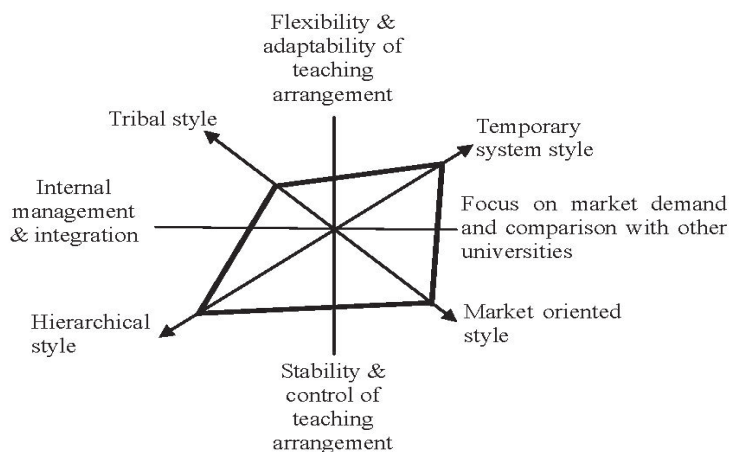 Flexibility &
adaptability of
teaching
arrangement
Tribal style
Temporary
system style
Internal
management
& integration
Focus on market demand
and comparison with other
universities
Hierarchical
style
Market oriented
style
Stability &
control of
teaching
arrangement